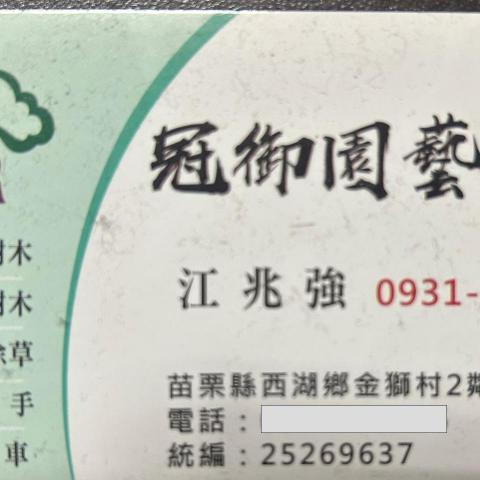 冠御園藝
江兆強 0931-
苗栗縣西湖鄉金獅村2鄰
電話：
統編：25269637
樹木
樹木
除草
手
車